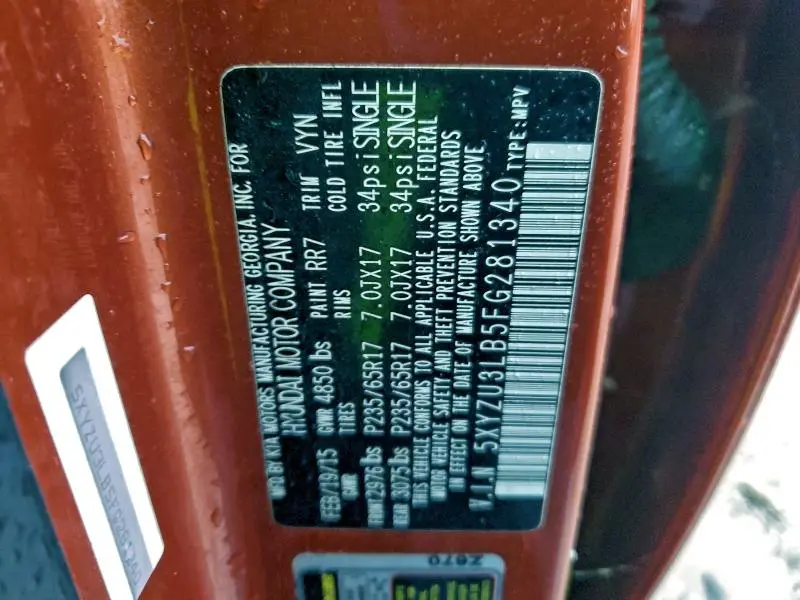 MFD BY KIA MOTORS MANUFACTURING GEORGIA, INC. FOR
HYUNDAI MOTOR COMPANY
FEB/19/15 GVWR 4850 lbs PAINT RR7 TRIM VYN
GAWR TIRES RIMS COLD TIRE INFL
FRONT 2976 lbs P235/65R17 7.0JX17 34psi SINGLE
REAR 3075 lbs P235/65R17 7.0JX17 34psi SINGLE
THIS VEHICLE CONFORMS TO ALL APPLICABLE U.S.A. FEDERAL
MOTOR VEHICLE SAFETY AND THEFT PREVENTION STANDARDS
IN EFFECT ON THE DATE OF MANUFACTURE SHOWN ABOVE.
V.I.N 5XYZU3LB5FG281340 TYPE:MPV
Z670